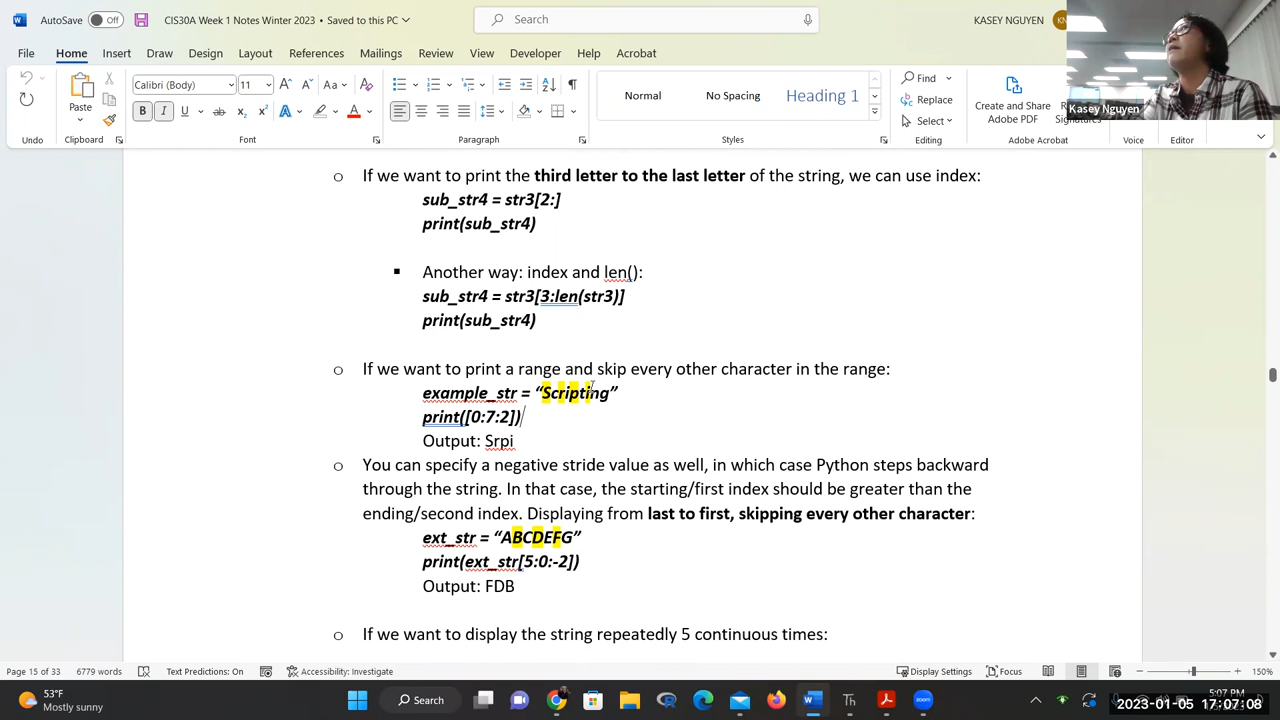 AutoSave Off CIS30A Week 1 Notes Winter 2023 • Saved to this PC Search KASEY NGUYEN
File Home Insert Draw Design Layout References Mailings Review View Developer Help Acrobat
Paste
Calibri (Body) 11
Normal No Spacing Heading 1
Find
Replace
Select
Create and Share Adobe PDF
Signatures
Kasey Nguyen
Undo Clipboard Font Paragraph Styles Editing Adobe Acrobat Voice Editor
o If we want to print the third letter to the last letter of the string, we can use index:
sub_str4 = str3[2:]
print(sub_str4)
▪ Another way: index and len():
sub_str4 = str3[3:len(str3)]
print(sub_str4)
o If we want to print a range and skip every other character in the range:
example_str = “Scripting”
print([0:7:2])
Output: Srpi
o You can specify a negative stride value as well, in which case Python steps backward
through the string. In that case, the starting/first index should be greater than the
ending/second index. Displaying from last to first, skipping every other character:
ext_str = “ABCDEFG”
print(ext_str[5:0:-2])
Output: FDB
o If we want to display the string repeatedly 5 continuous times:
Page 15 of 33 6779 words Text Predictions: On Accessibility: Investigate Display Settings Focus 150%
53°F
Mostly sunny
Search
5:07 PM
2023-01-05 17:07:08